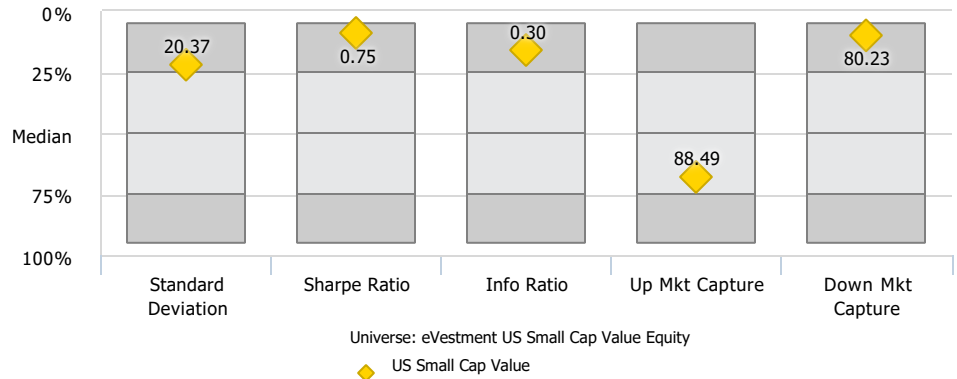 0%
25%
Median
75%
100%
20.37
0.75
0.30
88.49
80.23
Standard
Deviation
Sharpe Ratio
Info Ratio
Up Mkt Capture
Down Mkt
Capture
Universe: eVestment US Small Cap Value Equity
US Small Cap Value